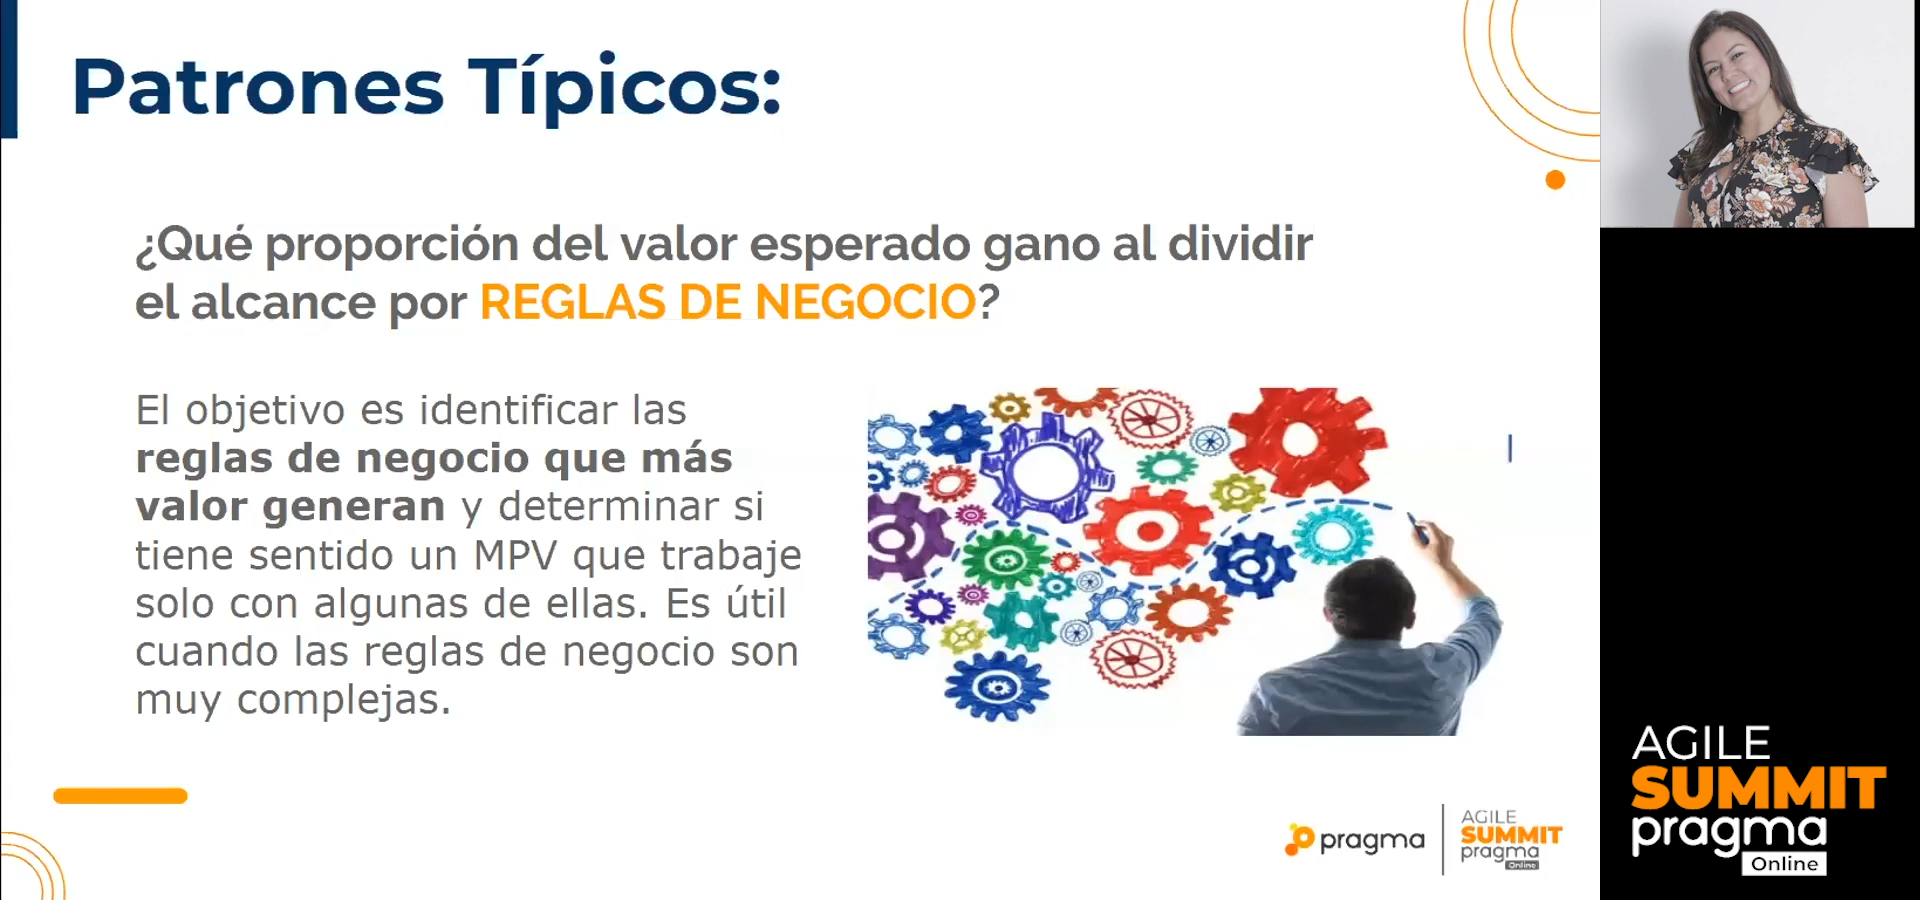 Patrones Típicos:
¿Qué proporción del valor esperado gano al dividir
el alcance por REGLAS DE NEGOCIO?
El objetivo es identificar las
reglas de negocio que más
valor generan y determinar si
tiene sentido un MPV que trabaje
solo con algunas de ellas. Es útil
cuando las reglas de negocio son
muy complejas.
pragma
AGILE
SUMMIT
pragma
Online
AGILE
SUMMIT
pragma
Online